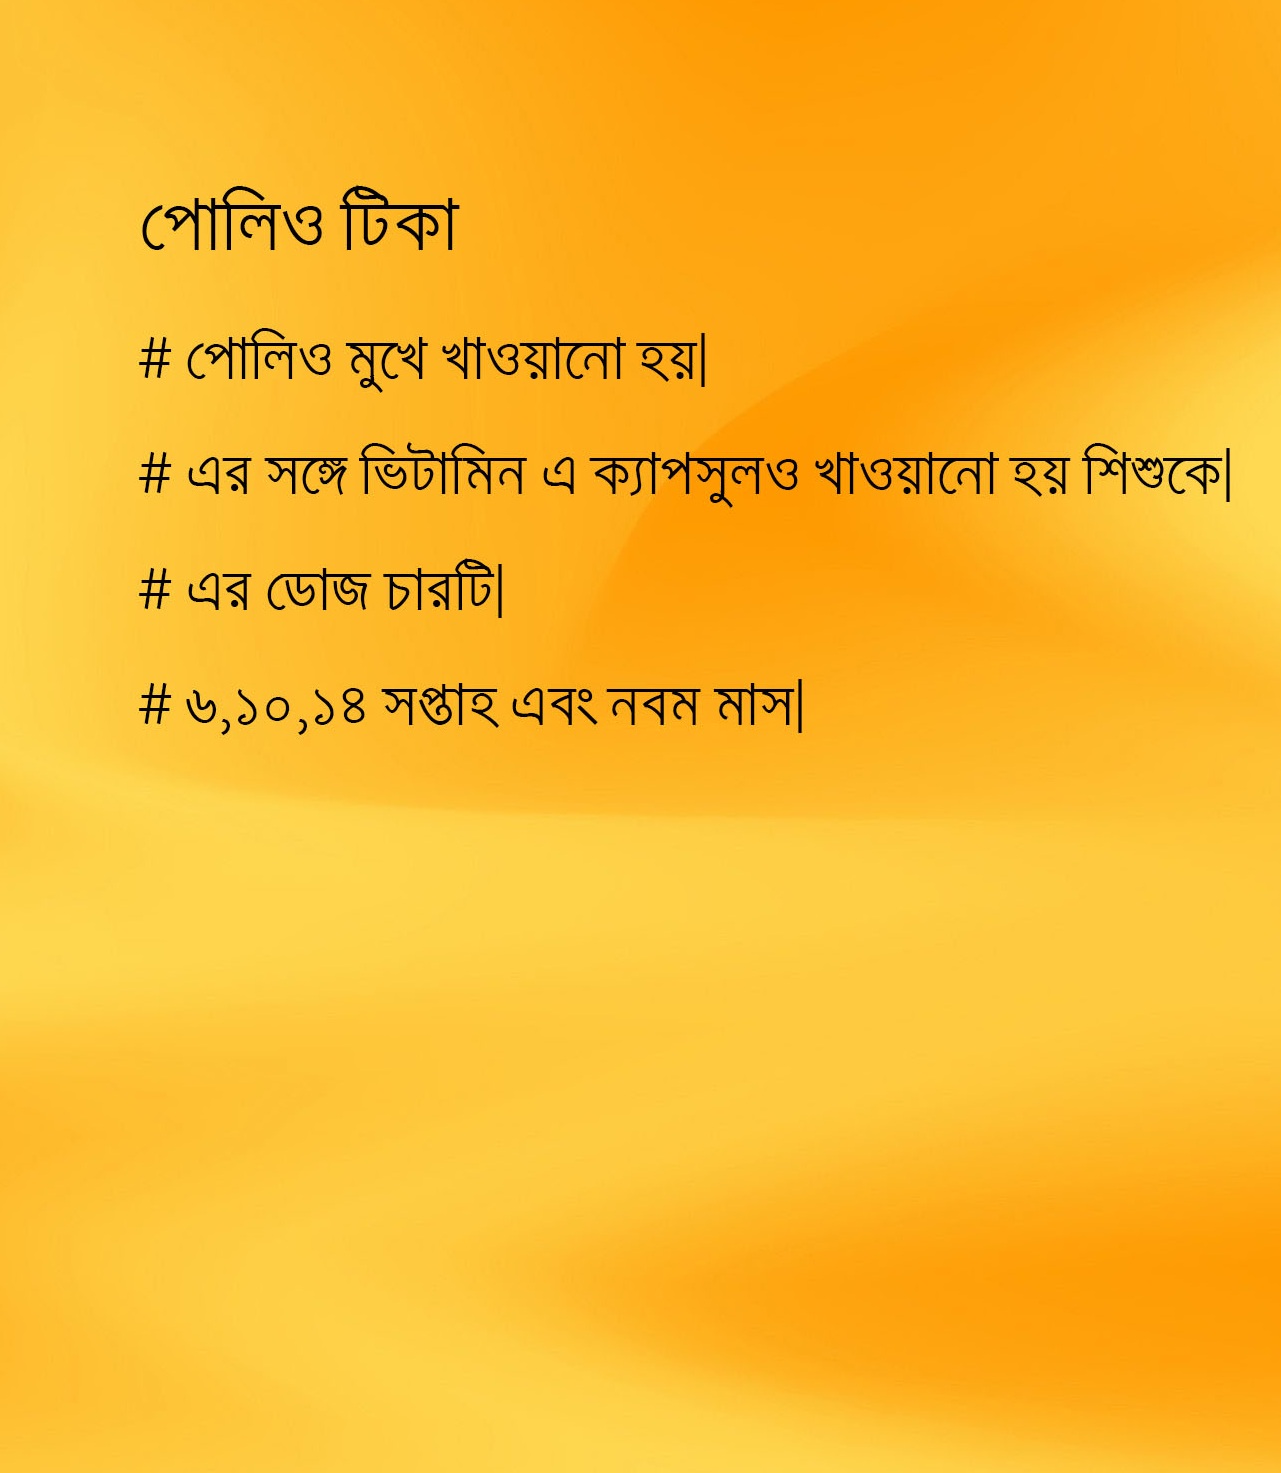 পোলিও টিকা
# পোলিও মুখে খাওয়ানো হয়|
# এর সঙ্গে ভিটামিন এ ক্যাপসুলও খাওয়ানো হয় শিশুকে|
# এর ডোজ চারটি|
# ৬,১০,১৪ সপ্তাহ এবং নবম মাস|